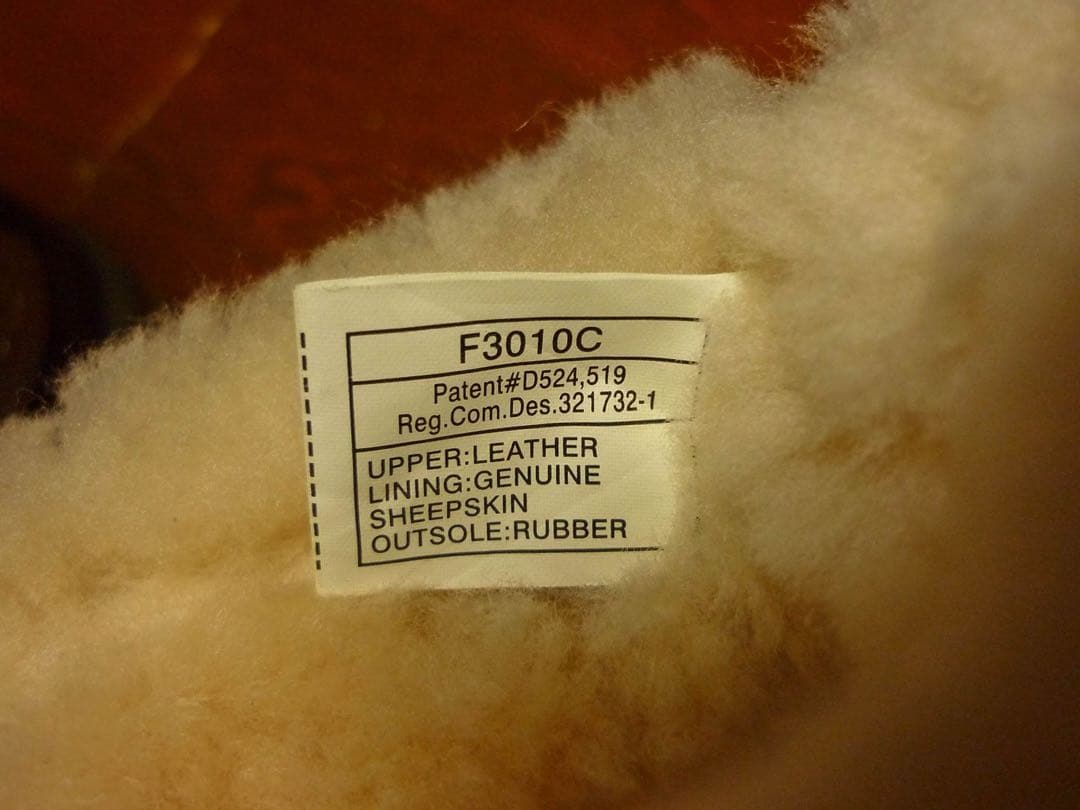 F3010C
Patent#D524,519
Reg.Com.Des.321732-1
UPPER:LEATHER
LINING:GENUINE
SHEEPSKIN
OUTSOLE:RUBBER